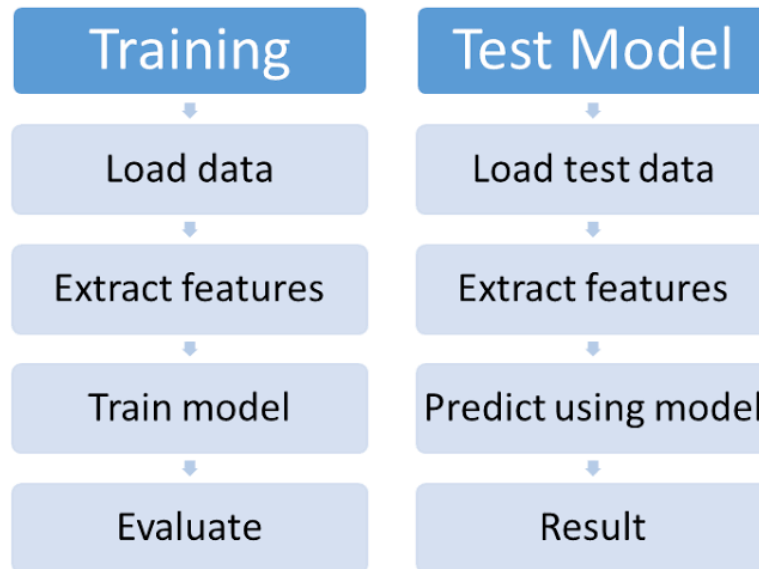 Training
Load data
Extract features
Train model
Evaluate
Test Model
Load test data
Extract features
Predict using model
Result